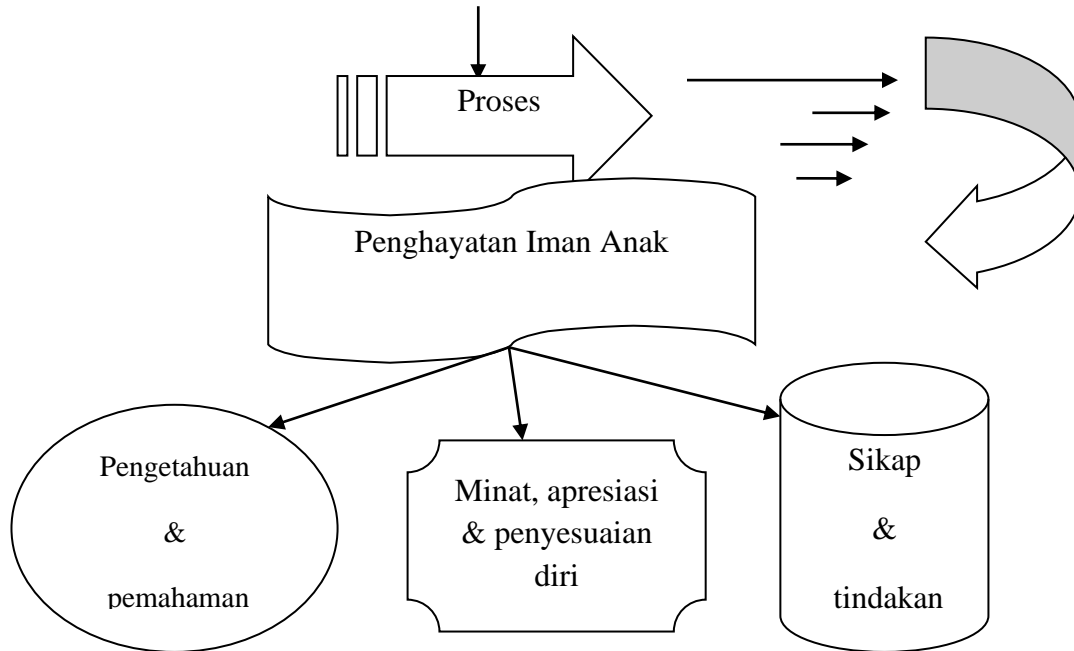 Proses
Penghayatan Iman Anak
Pengetahuan
&
pemahaman
Minat, apresiasi
& penyesuaian
diri
Sikap
&
tindakan